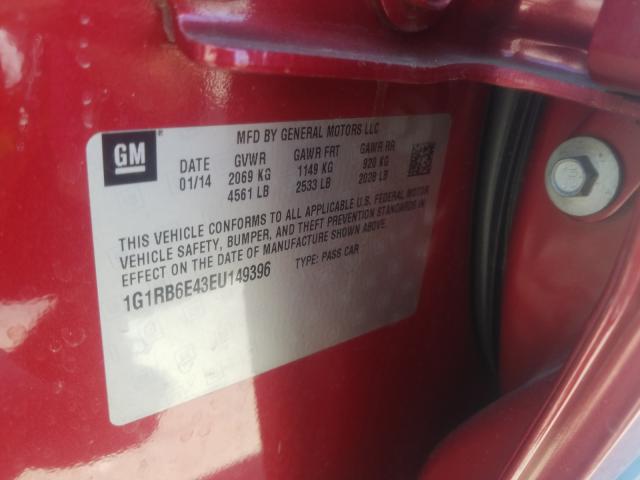 GM
MFD BY GENERAL MOTORS LLC
DATE GVWR GAWR FRT GAWR RR
01/14 2069 KG 1149 KG 920 KG
4561 LB 2533 LB 2028 LB
THIS VEHICLE CONFORMS TO ALL APPLICABLE U.S. FEDERAL MOTOR
VEHICLE SAFETY, BUMPER, AND THEFT PREVENTION STANDARDS IN
EFFECT ON THE DATE OF MANUFACTURE SHOWN ABOVE.
1G1RB6E43EU149396 TYPE: PASS CAR